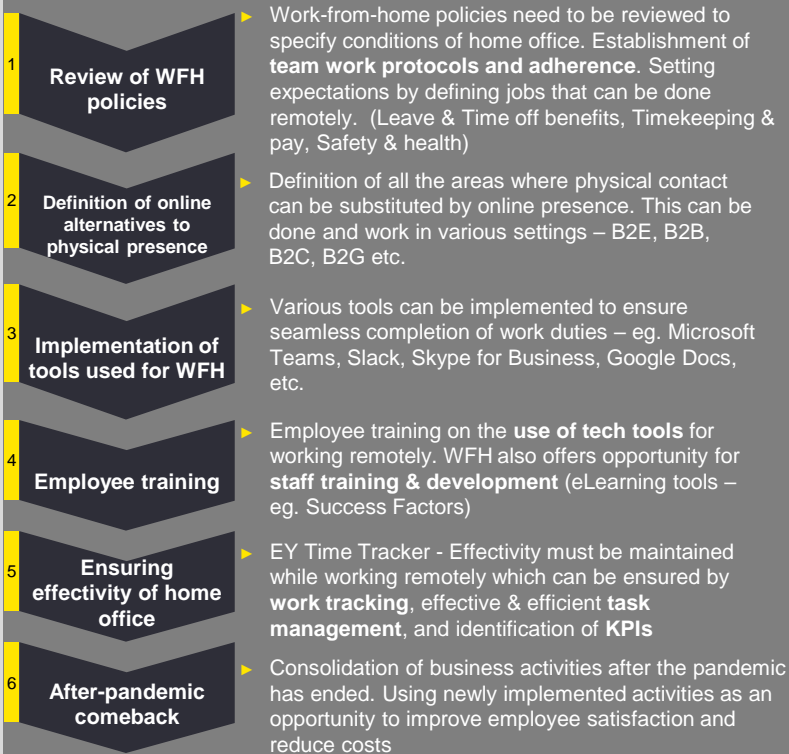 1
Review of WFH
policies
► Work-from-home policies need to be reviewed to
specify conditions of home office. Establishment of
team work protocols and adherence. Setting
expectations by defining jobs that can be done
remotely.  (Leave & Time off benefits, Timekeeping &
pay, Safety & health)
2
Definition of online
alternatives to
physical presence
► Definition of all the areas where physical contact
can be substituted by online presence. This can be
done and work in various settings – B2E, B2B,
B2C, B2G etc.
3
Implementation of
tools used for WFH
► Various tools can be implemented to ensure
seamless completion of work duties – eg. Microsoft
Teams, Slack, Skype for Business, Google Docs,
etc.
4
Employee training
► Employee training on the use of tech tools for
working remotely. WFH also offers opportunity for
staff training & development (eLearning tools –
eg. Success Factors)
5
Ensuring
effectivity of home
office
► EY Time Tracker - Effectivity must be maintained
while working remotely which can be ensured by
work tracking, effective & efficient task
management, and identification of KPIs
6
After-pandemic
comeback
► Consolidation of business activities after the pandemic
has ended. Using newly implemented activities as an
opportunity to improve employee satisfaction and
reduce costs